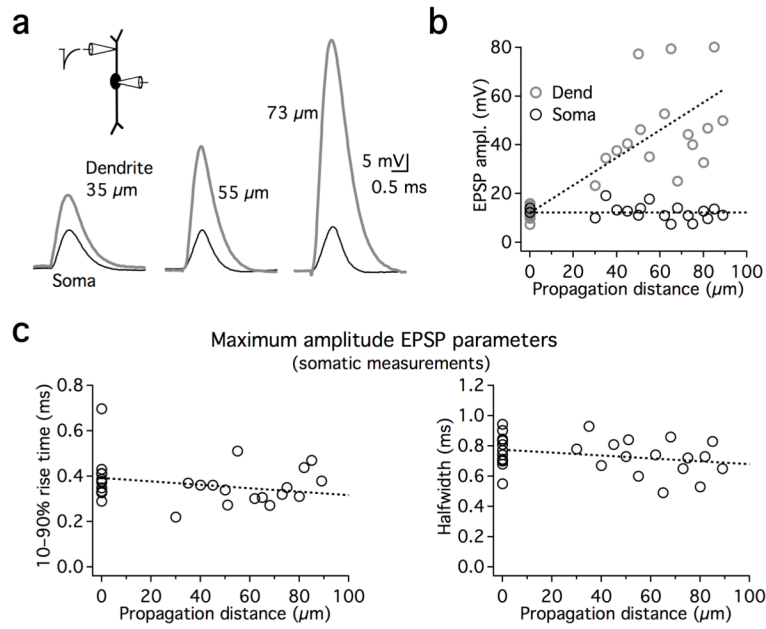 a
Dendrite
35 µm
Soma
55 µm
73 µm
5 mV
0.5 ms
b
EPSP ampl. (mV)
80
60
40
20
0
Dend
Soma
0 20 40 60 80 100
Propagation distance (µm)
c
Maximum amplitude EPSP parameters
(somatic measurements)
10–90% rise time (ms)
0.8
0.6
0.4
0.2
0.0
0 20 40 60 80 100
Propagation distance (µm)
Halfwidth (ms)
1.2
1.0
0.8
0.6
0.4
0.2
0.0
0 20 40 60 80 100
Propagation distance (µm)